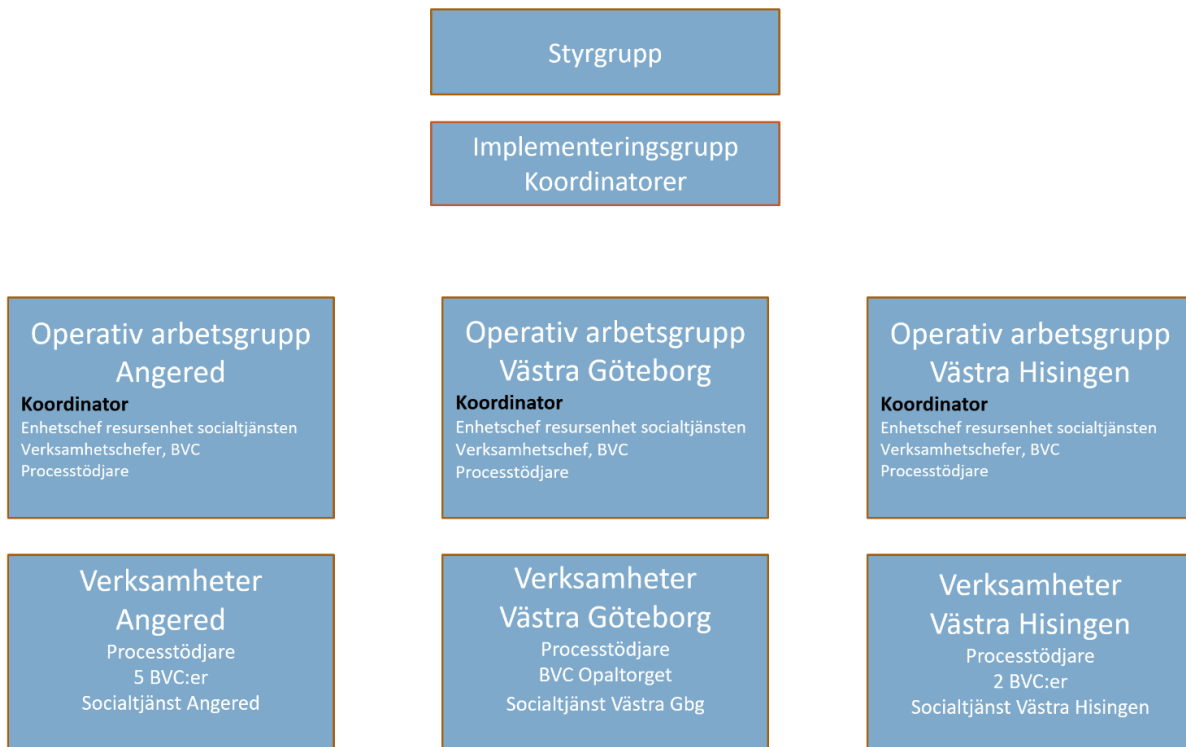 Styrgrupp
Implementeringsgrupp
Koordinatorer
Operativ arbetsgrupp
Angered
Koordinator
Enhetschef resursenhet socialtjänsten
Verksamhetschefer, BVC
Processtödjare
Operativ arbetsgrupp
Västra Göteborg
Koordinator
Enhetschef resursenhet socialtjänsten
Verksamhetschef, BVC
Processtödjare
Operativ arbetsgrupp
Västra Hisingen
Koordinator
Enhetschef resursenhet socialtjänsten
Verksamhetschefer, BVC
Processtödjare
Verksamheter
Angered
Processtödjare
5 BVC:er
Socialtjänst Angered
Verksamheter
Västra Göteborg
Processtödjare
BVC Opaltorget
Socialtjänst Västra Gbg
Verksamheter
Västra Hisingen
Processtödjare
2 BVC:er
Socialtjänst Västra Hisingen